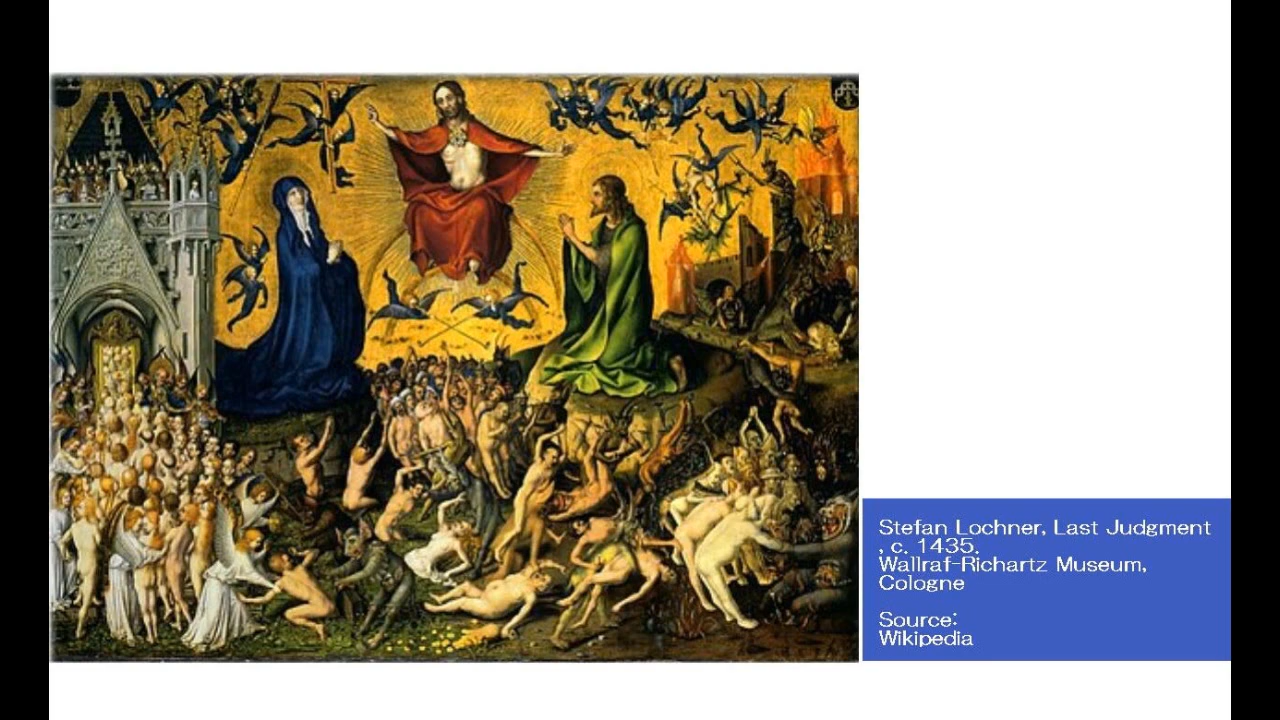 Stefan Lochner, Last Judgment
, c. 1435.
Wallraf-Richartz Museum,
Cologne
Source:
Wikipedia